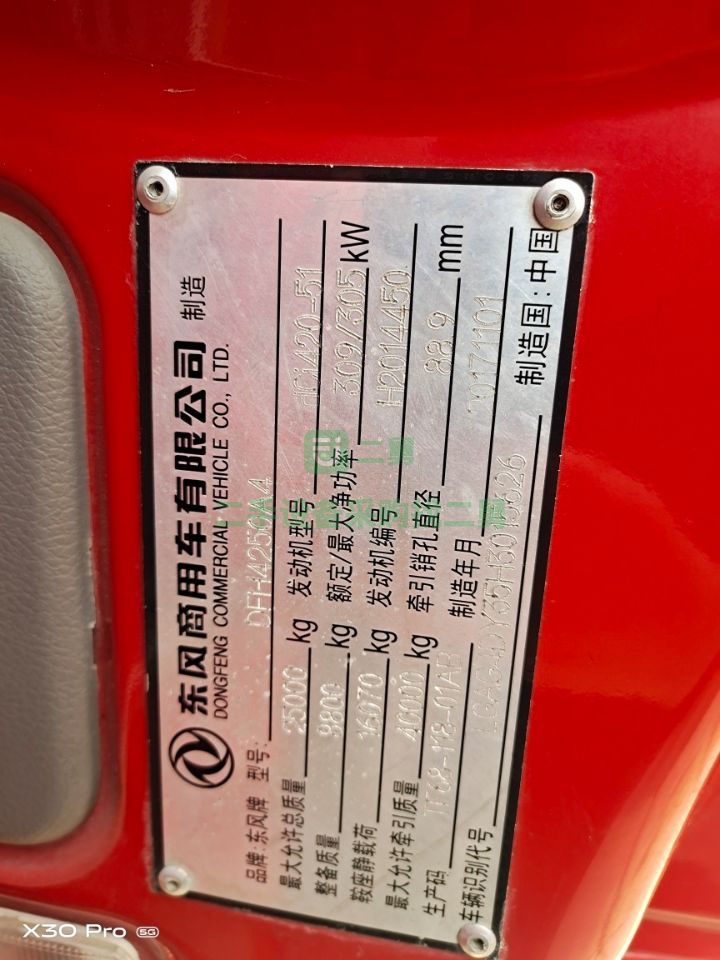 东风商用车有限公司 制造
DONGFENG COMMERCIAL VEHICLE CO., LTD.
品牌: 东风牌 型号: DFH4250A4
最大允许总质量 25000 kg 发动机型号 dCi420-51
整备质量 8800 kg 额定/最大净功率 309/305 kW
鞍座静载荷 16070 kg 发动机编号 H2014450
最大允许牵引质量 40000 kg 牵引销孔直径 88.9 mm
生产码 制造年月 20171101
车辆识别代号 制造国: 中国
X30 Pro 5G